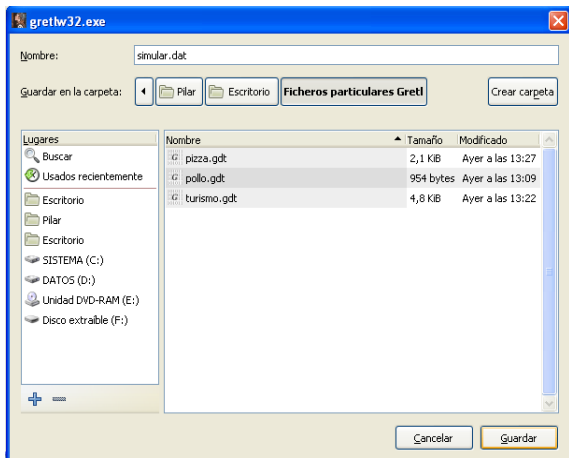 gretlw32.exe
Nombre: simular.dat
Guardar en la carpeta: Pilar Escritorio Ficheros particulares Gretl Crear carpeta
Lugares
Buscar
Usados recientemente
Escritorio
Pilar
Escritorio
SISTEMA (C:)
DATOS (D:)
Unidad DVD-RAM (E:)
Disco extraíble (F:)
Nombre Tamaño Modificado
G pizza.gdt 2,1 KiB Ayer a las 13:27
G pollo.gdt 954 bytes Ayer a las 13:09
G turismo.gdt 4,8 KiB Ayer a las 13:22
Cancelar Guardar